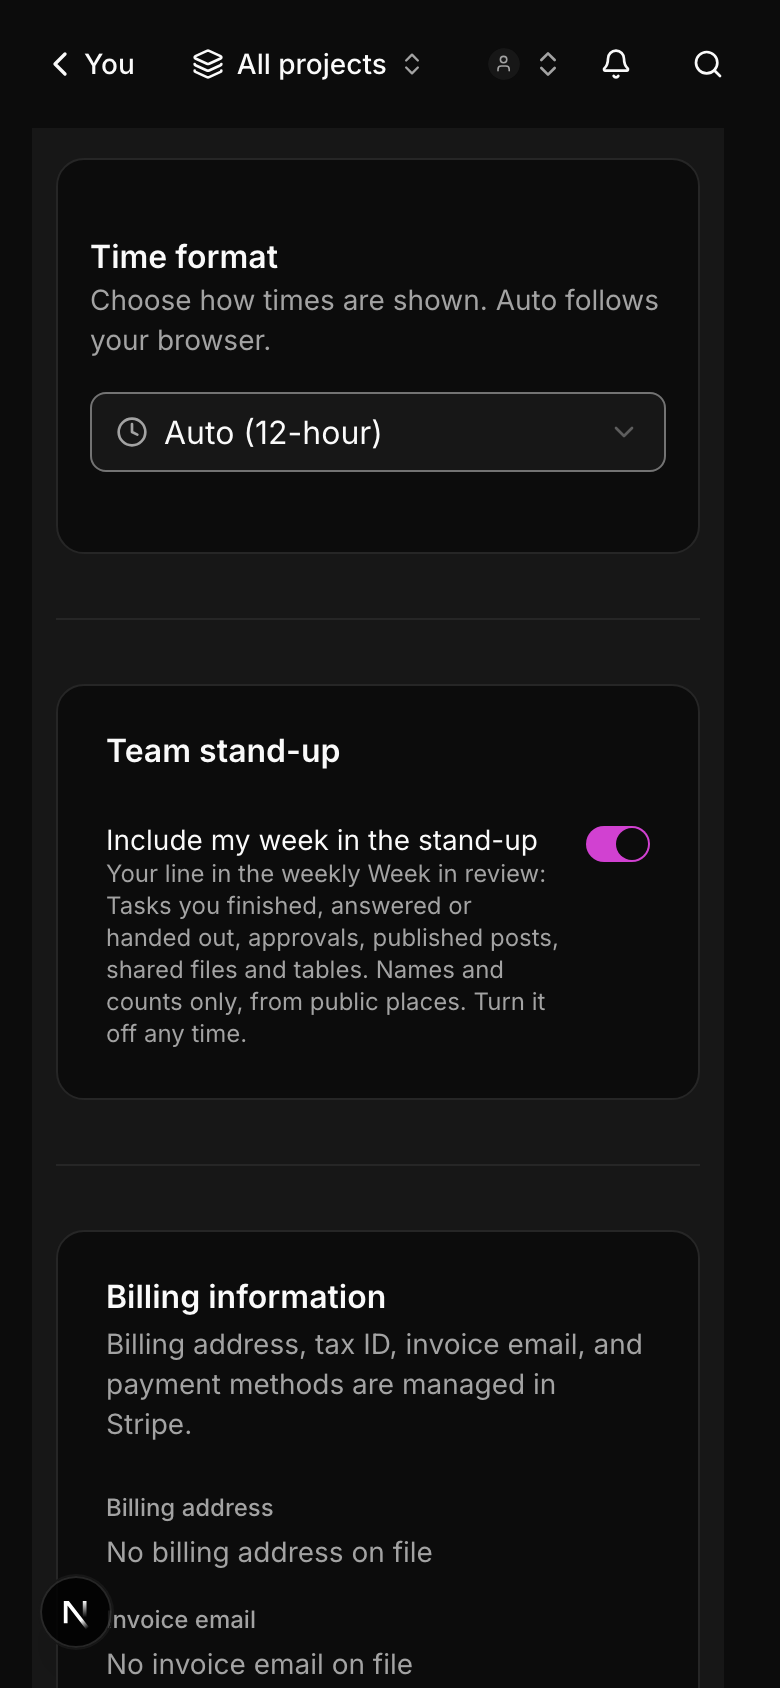 You
All projects
Time format
Choose how times are shown. Auto follows
your browser.
Auto (12-hour)
Team stand-up
Include my week in the stand-up
Your line in the weekly Week in review:
Tasks you finished, answered or
handed out, approvals, published posts,
shared files and tables. Names and
counts only, from public places. Turn it
off any time.
Billing information
Billing address, tax ID, invoice email, and
payment methods are managed in
Stripe.
Billing address
No billing address on file
N
nvoice email
No invoice email on file